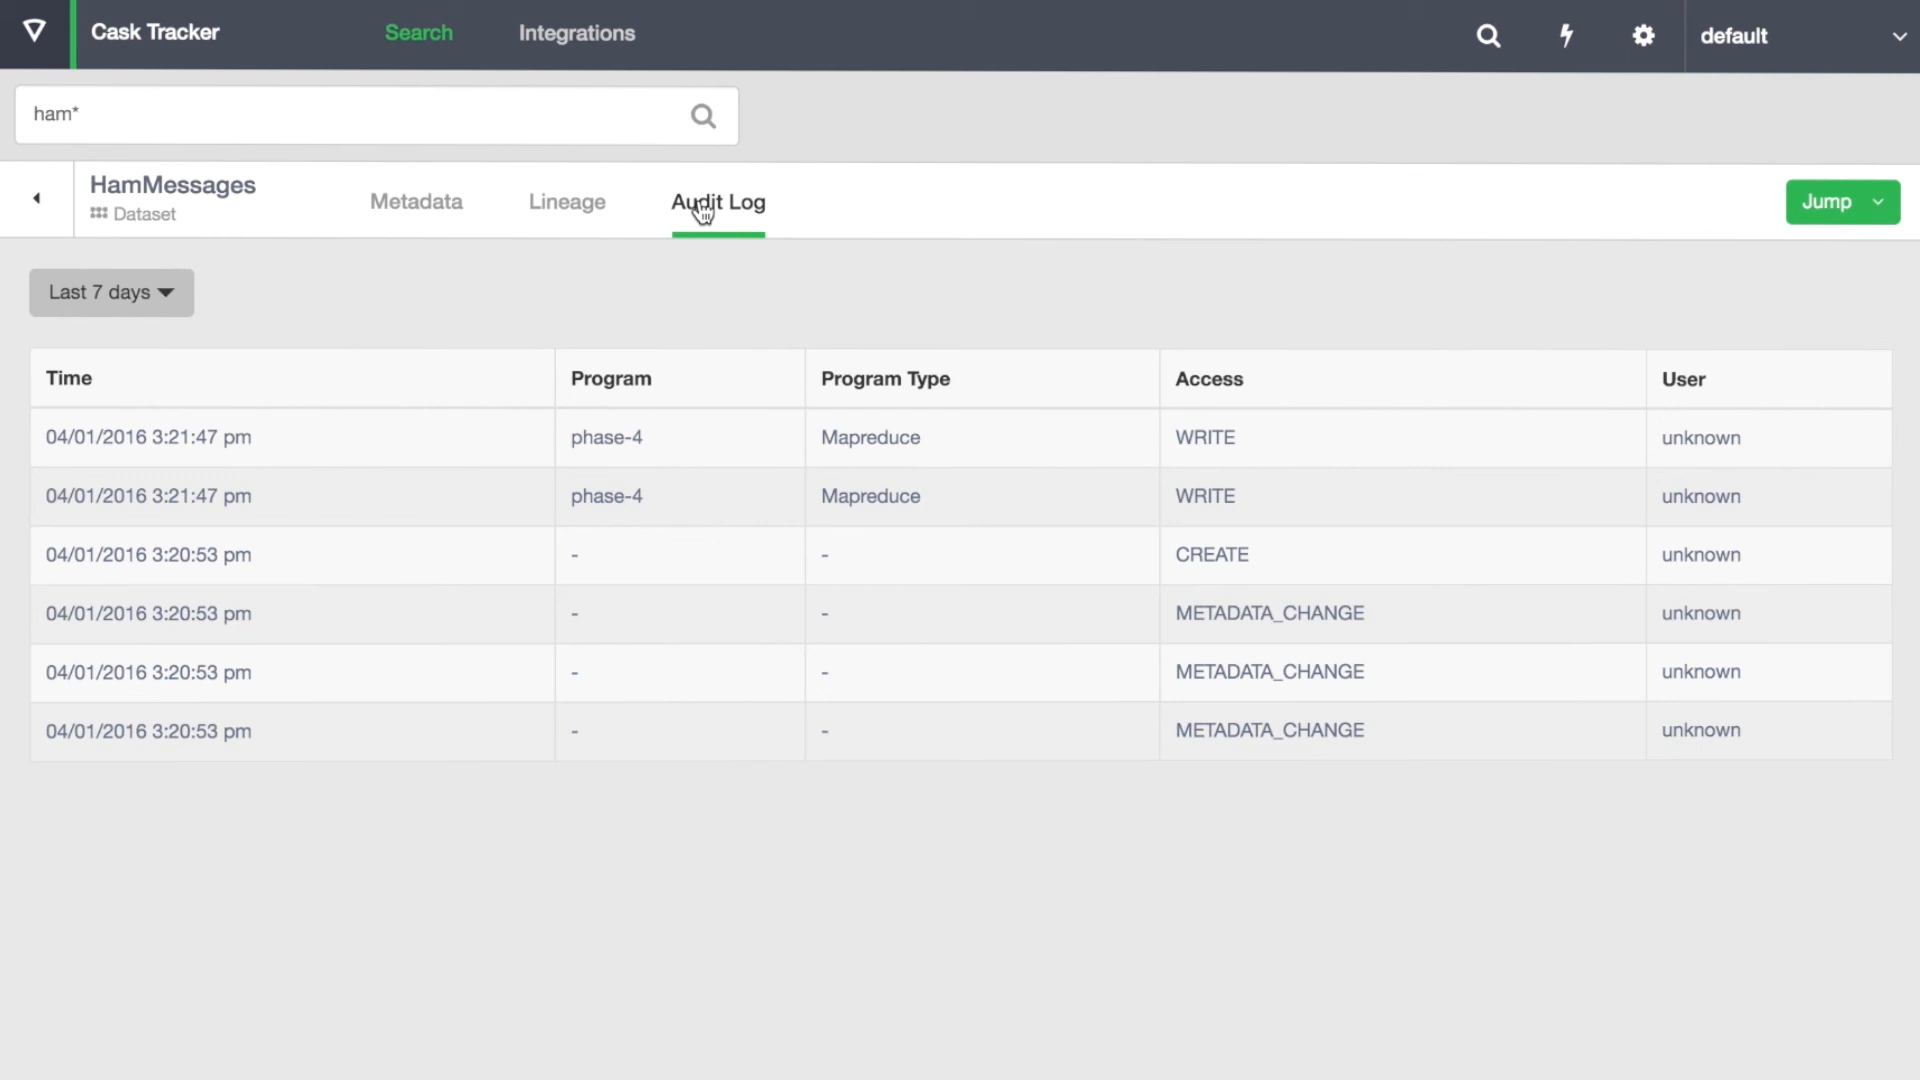 Cask Tracker Search Integrations default
ham*
HamMessages
Dataset
Metadata Lineage Audit Log Jump
Last 7 days
Time Program Program Type Access User
04/01/2016 3:21:47 pm phase-4 Mapreduce WRITE unknown
04/01/2016 3:21:47 pm phase-4 Mapreduce WRITE unknown
04/01/2016 3:20:53 pm - - CREATE unknown
04/01/2016 3:20:53 pm - - METADATA_CHANGE unknown
04/01/2016 3:20:53 pm - - METADATA_CHANGE unknown
04/01/2016 3:20:53 pm - - METADATA_CHANGE unknown